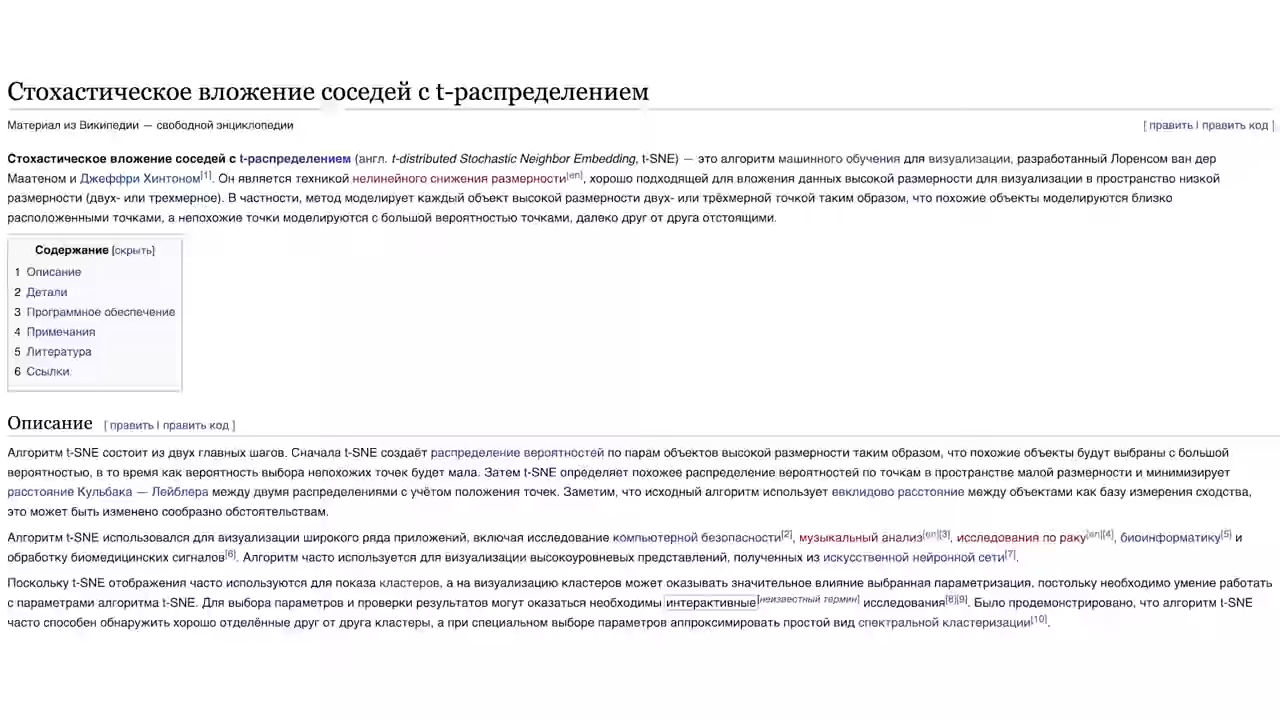 Стохастическое вложение соседей с t-распределением
Материал из Википедии — свободной энциклопедии
[ править | править код ]
Стохастическое вложение соседей с t-распределением (англ. t-distributed Stochastic Neighbor Embedding, t-SNE) — это алгоритм машинного обучения для визуализации, разработанный Лоренсом ван дер
Маатеном и Джеффри Хинтоном[1]. Он является техникой нелинейного снижения размерности[en], хорошо подходящей для вложения данных высокой размерности для визуализации в пространство низкой
размерности (двух- или трехмерное). В частности, метод моделирует каждый объект высокой размерности двух- или трёхмерной точкой таким образом, что похожие объекты моделируются близко
расположенными точками, а непохожие точки моделируются с большой вероятностью точками, далеко друг от друга отстоящими.
Содержание [скрыть]
1 Описание
2 Детали
3 Программное обеспечение
4 Примечания
5 Литература
6 Ссылки
Описание [ править | править код ]
Алгоритм t-SNE состоит из двух главных шагов. Сначала t-SNE создаёт распределение вероятностей по парам объектов высокой размерности таким образом, что похожие объекты будут выбраны с большой
вероятностью, в то время как вероятность выбора непохожих точек будет мала. Затем t-SNE определяет похожее распределение вероятностей по точкам в пространстве малой размерности и минимизирует
расстояние Кульбака — Лейблера между двумя распределениями с учётом положения точек. Заметим, что исходный алгоритм использует евклидово расстояние между объектами как базу измерения сходства,
это может быть изменено сообразно обстоятельствам.
Алгоритм t-SNE использовался для визуализации широкого ряда приложений, включая исследование компьютерной безопасности[2], музыкальный анализ[en][3], исследования по раку[en][4], биоинформатику[5] и
обработку биомедицинских сигналов[6]. Алгоритм часто используется для визуализации высокоуровневых представлений, полученных из искусственной нейронной сети[7].
Поскольку t-SNE отображения часто используются для показа кластеров, а на визуализацию кластеров может оказывать значительное влияние выбранная параметризация, постольку необходимо умение работать
с параметрами алгоритма t-SNE. Для выбора параметров и проверки результатов могут оказаться необходимы интерактивные[неизвестный термин] исследования[8][9]. Было продемонстрировано, что алгоритм t-SNE
часто способен обнаружить хорошо отделённые друг от друга кластеры, а при специальном выборе параметров аппроксимировать простой вид спектральной кластеризации[10].